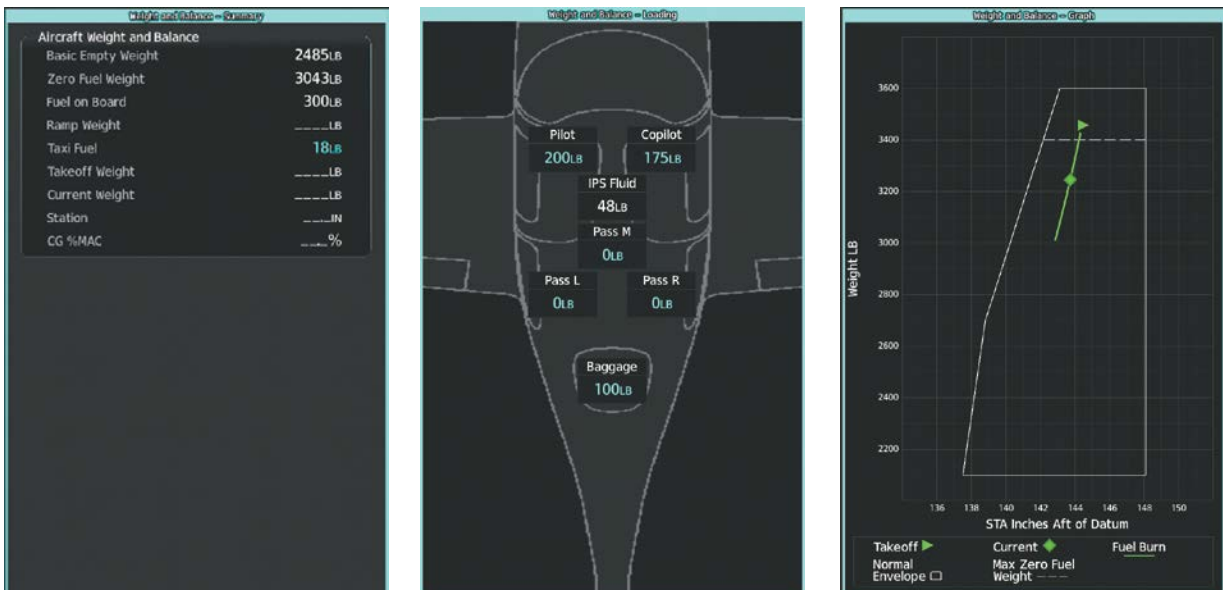 Weight and Balance – Summary
Aircraft Weight and Balance
Basic Empty Weight 2485LB
Zero Fuel Weight 3043LB
Fuel on Board 300LB
Ramp Weight ____LB
Taxi Fuel 18LB
Takeoff Weight ____LB
Current Weight ____LB
Station ____IN
CG %MAC ____%
Weight and Balance – Loading
Pilot Copilot
200LB 175LB
IPS Fluid
48LB
Pass M
0LB
Pass L Pass R
0LB 0LB
Baggage
100LB
Weight and Balance – Graph
Weight LB
3600
3400
3200
3000
2800
2600
2400
2200
136 138 140 142 144 146 148 150
STA Inches Aft of Datum
Takeoff Current Fuel Burn
Normal Envelope
Max Zero Fuel Weight